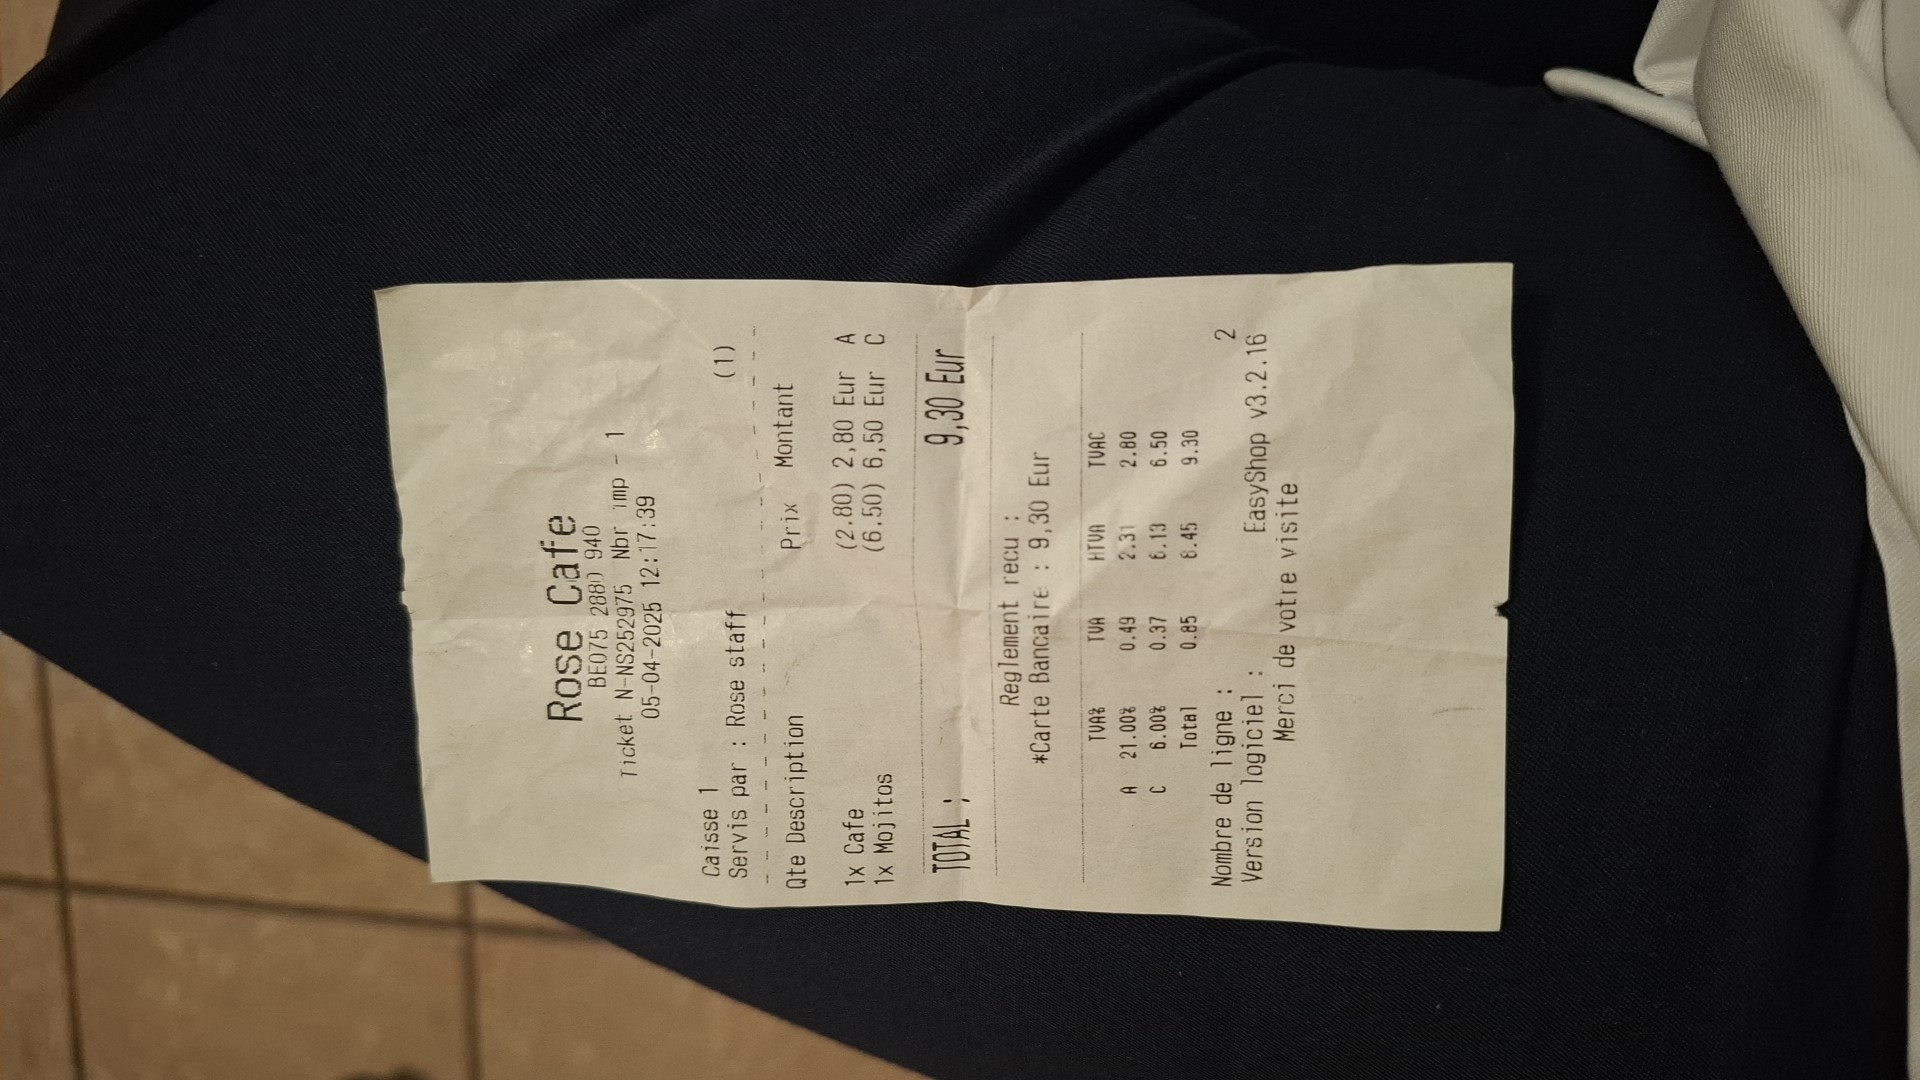 Rose Cafe
BE075 2880 940
Ticket N-NS252975 Nbr imp - 1
05-04-2025 12:17:39
Caisse 1
Servis par : Rose staff (1)
Qte Description Prix Montant
1x Cafe (2.80) 2,80 Eur A
1x Mojitos (6.50) 6,50 Eur C
TOTAL : 9,30 Eur
Reglement recu :
*Carte Bancaire : 9,30 Eur
TVA% TVA HTVA TVAC
A 21.00% 0.49 2.31 2.80
C 6.00% 0.37 6.13 6.50
Total 0.85 8.45 9.30
Nombre de ligne : 2
Version logiciel : EasyShop v3.2.16
Merci de votre visite